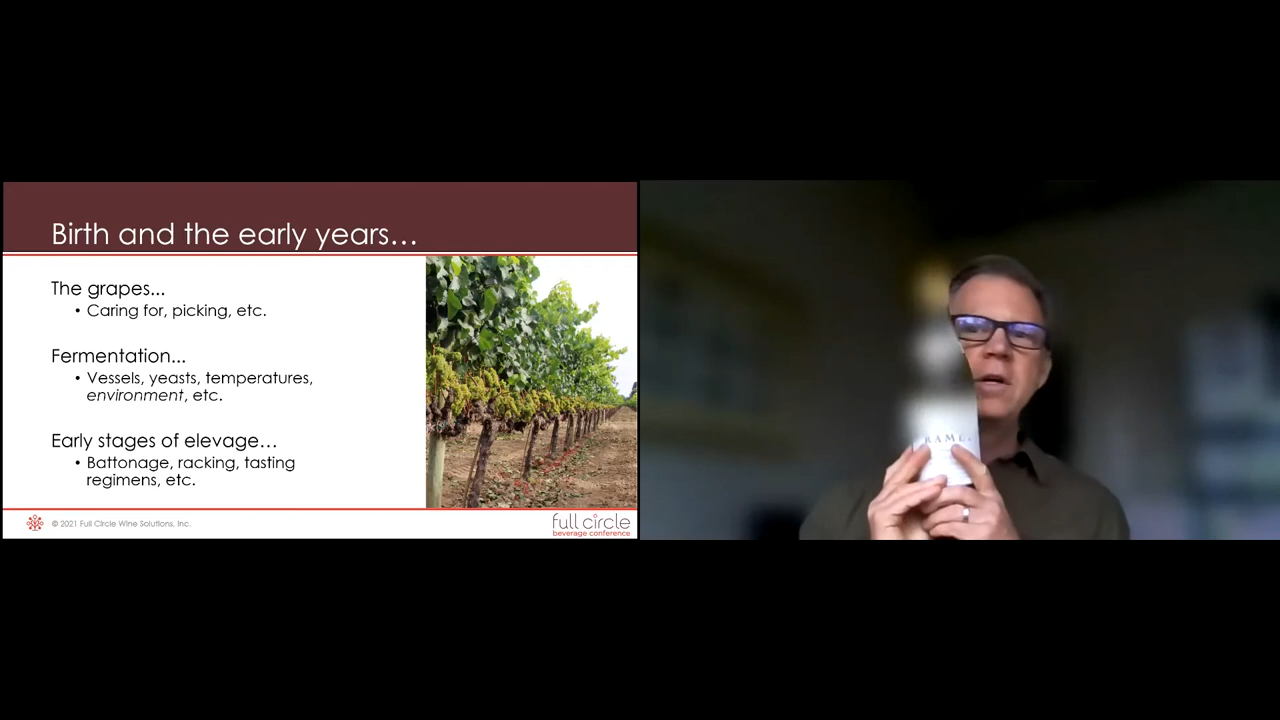 Birth and the early years...
The grapes...
• Caring for, picking, etc.
Fermentation...
• Vessels, yeasts, temperatures,
environment, etc.
Early stages of elevage...
• Battonage, racking, tasting
regimens, etc.
© 2021 Full Circle Wine Solutions, Inc.
full circle
beverage conference